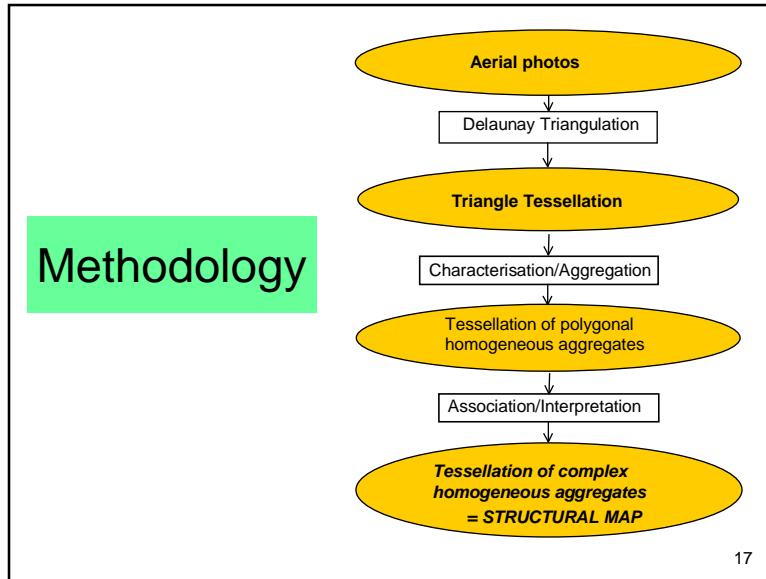 Methodology
Aerial photos
Delaunay Triangulation
Triangle Tessellation
Characterisation/Aggregation
Tessellation of polygonal
homogeneous aggregates
Association/Interpretation
Tessellation of complex
homogeneous aggregates
= STRUCTURAL MAP
17